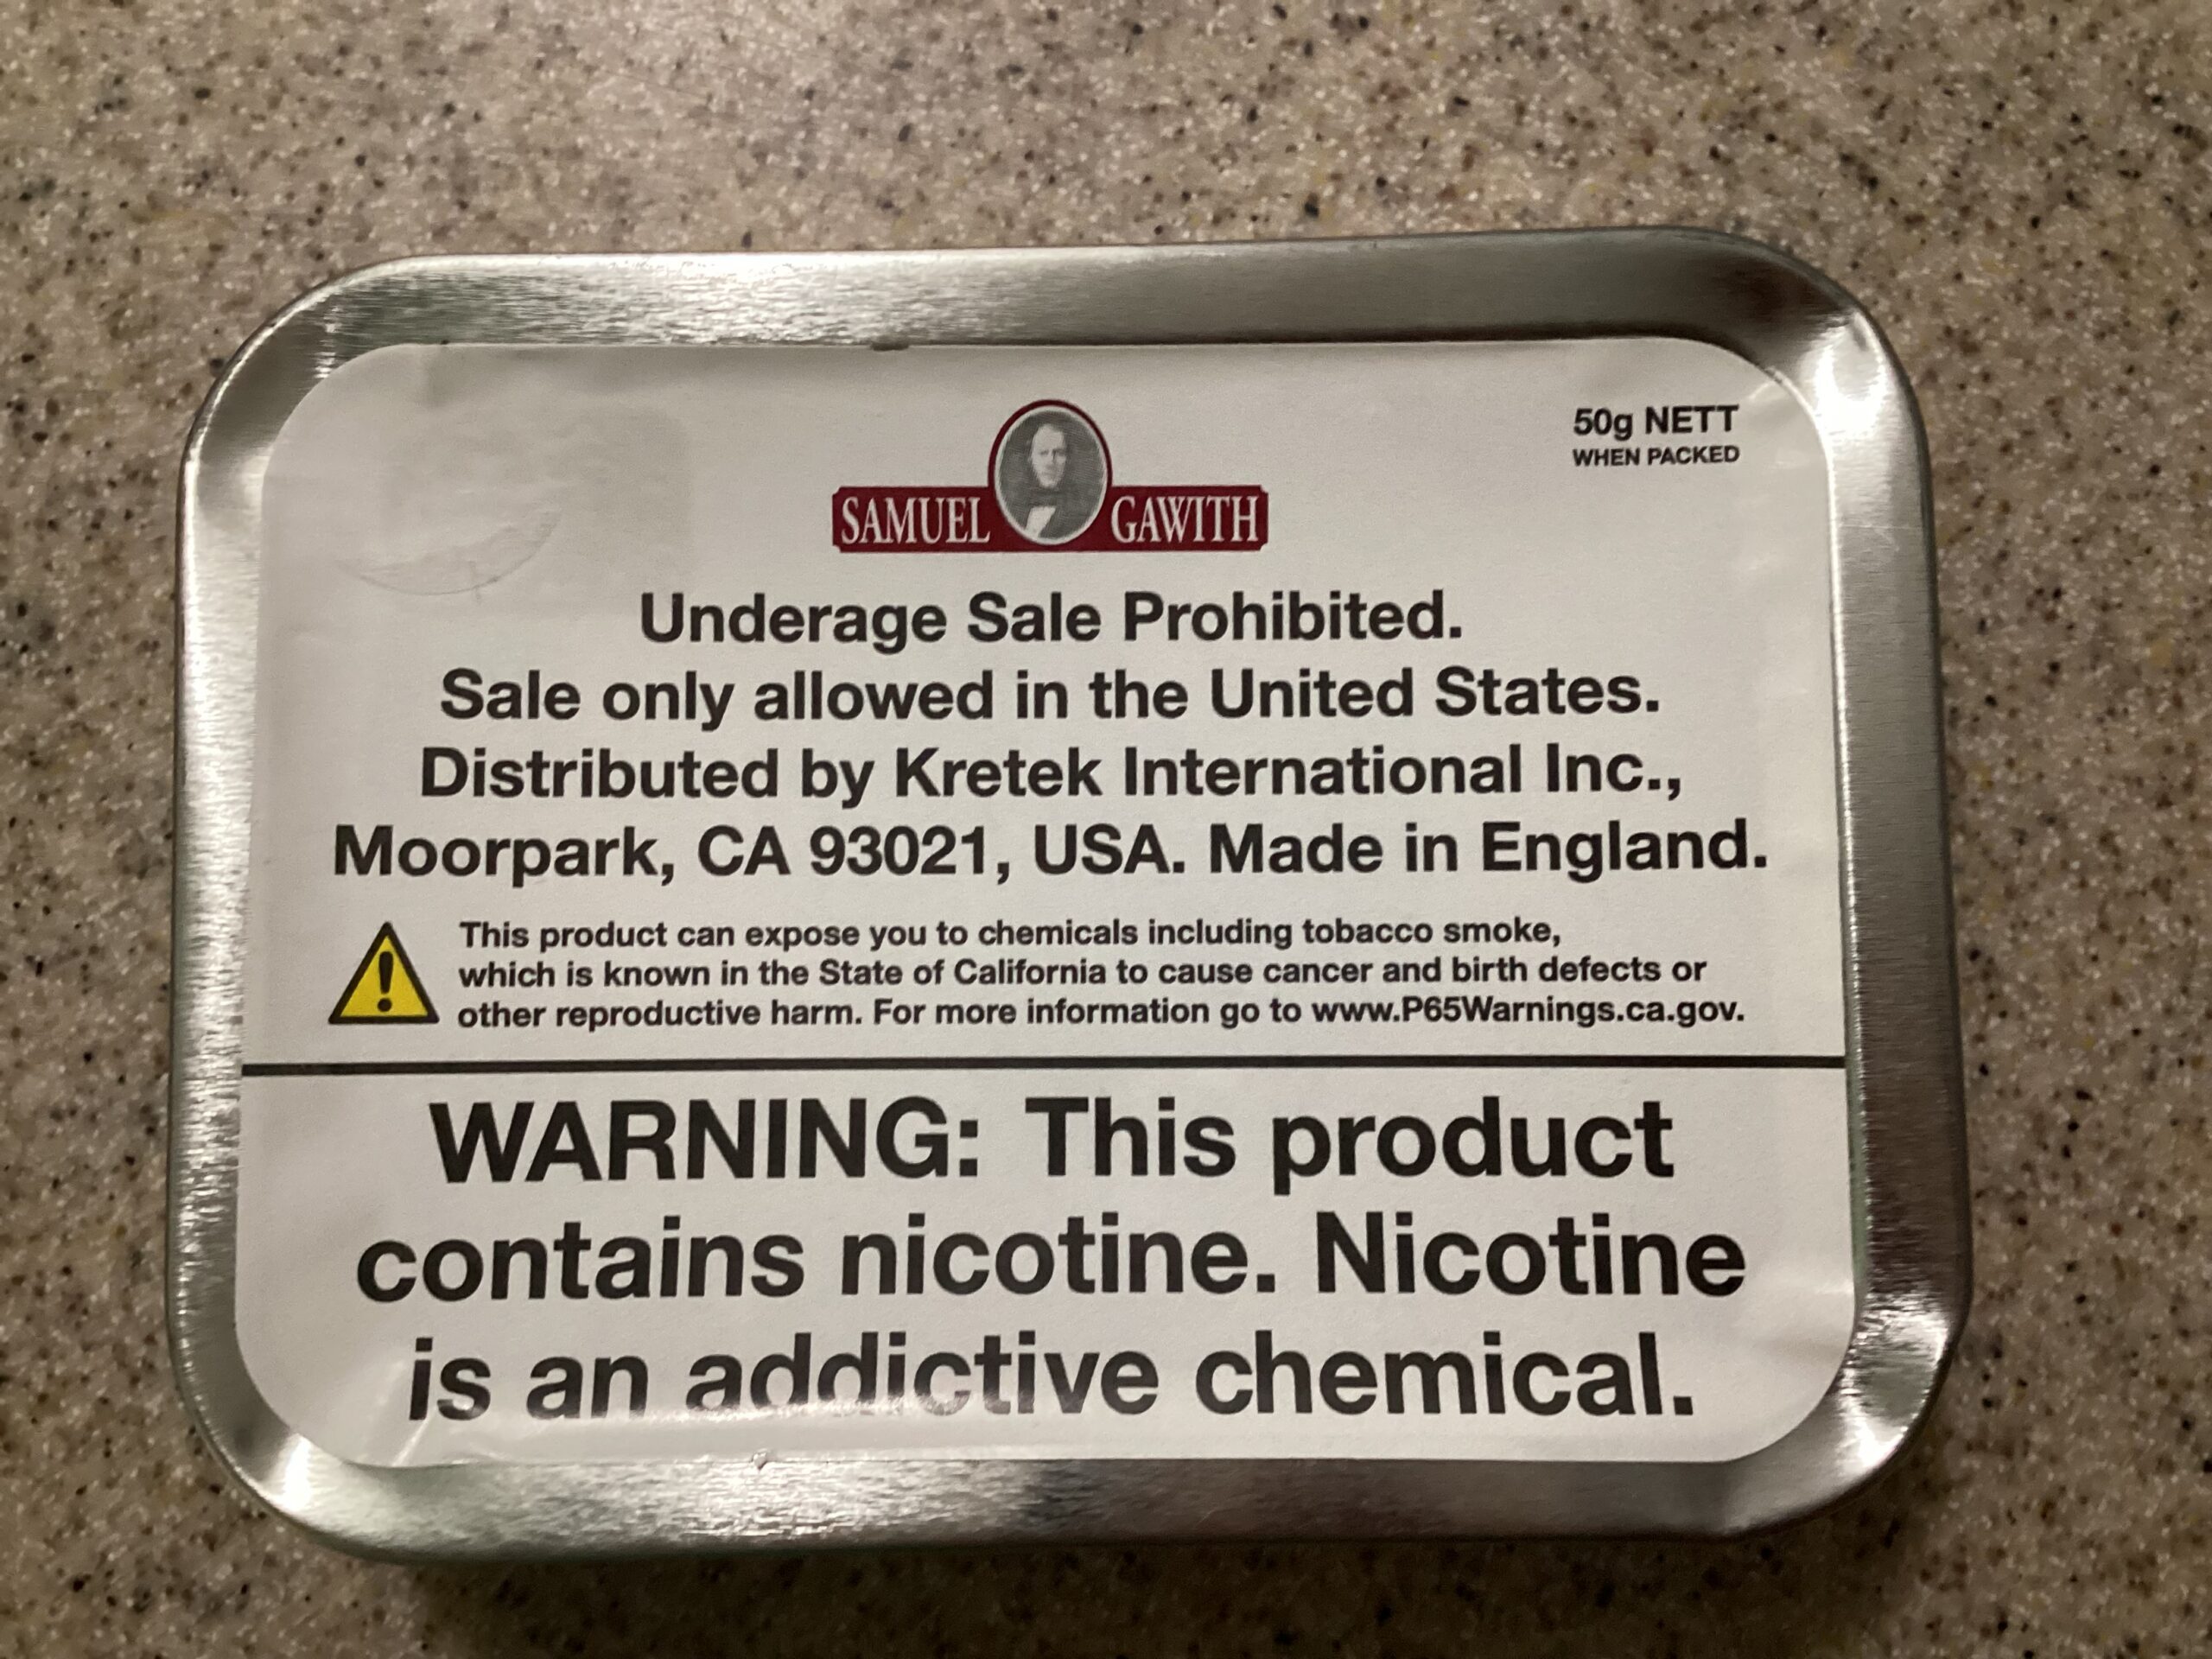 50g NETT
WHEN PACKED
SAMUEL GAWITH
Underage Sale Prohibited.
Sale only allowed in the United States.
Distributed by Kretek International Inc.,
Moorpark, CA 93021, USA. Made in England.
This product can expose you to chemicals including tobacco smoke,
which is known in the State of California to cause cancer and birth defects or
other reproductive harm. For more information go to www.P65Warnings.ca.gov.
WARNING: This product
contains nicotine. Nicotine
is an addictive chemical.